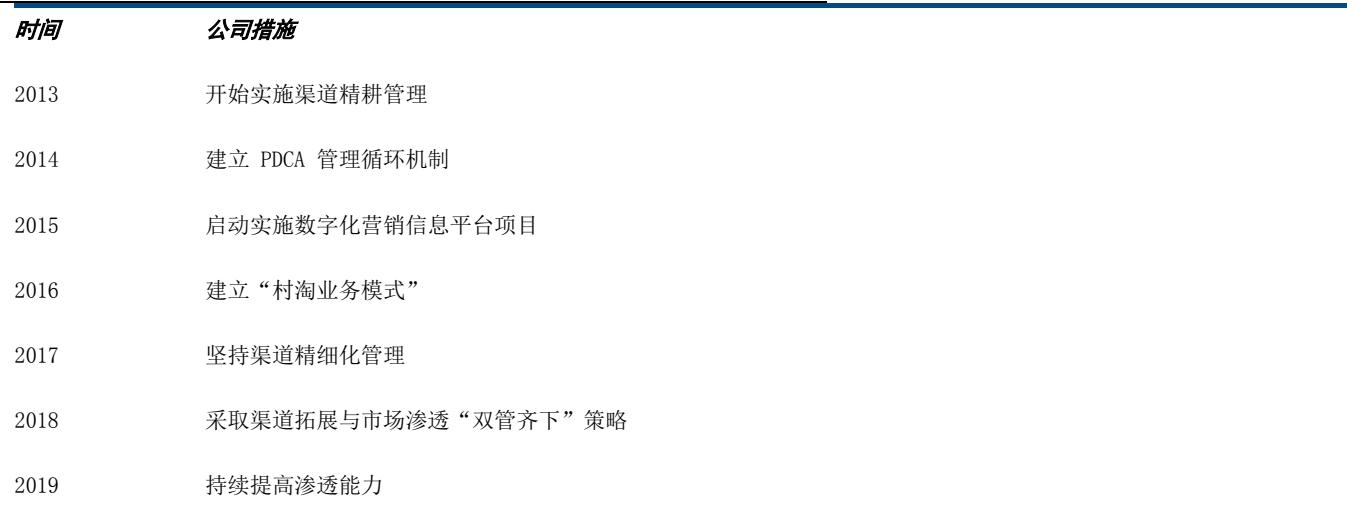 时间 公司措施
2013 开始实施渠道精耕管理
2014 建立 PDCA 管理循环机制
2015 启动实施数字化营销信息平台项目
2016 建立“村淘业务模式”
2017 坚持渠道精细化管理
2018 采取渠道拓展与市场渗透“双管齐下”策略
2019 持续提高渗透能力